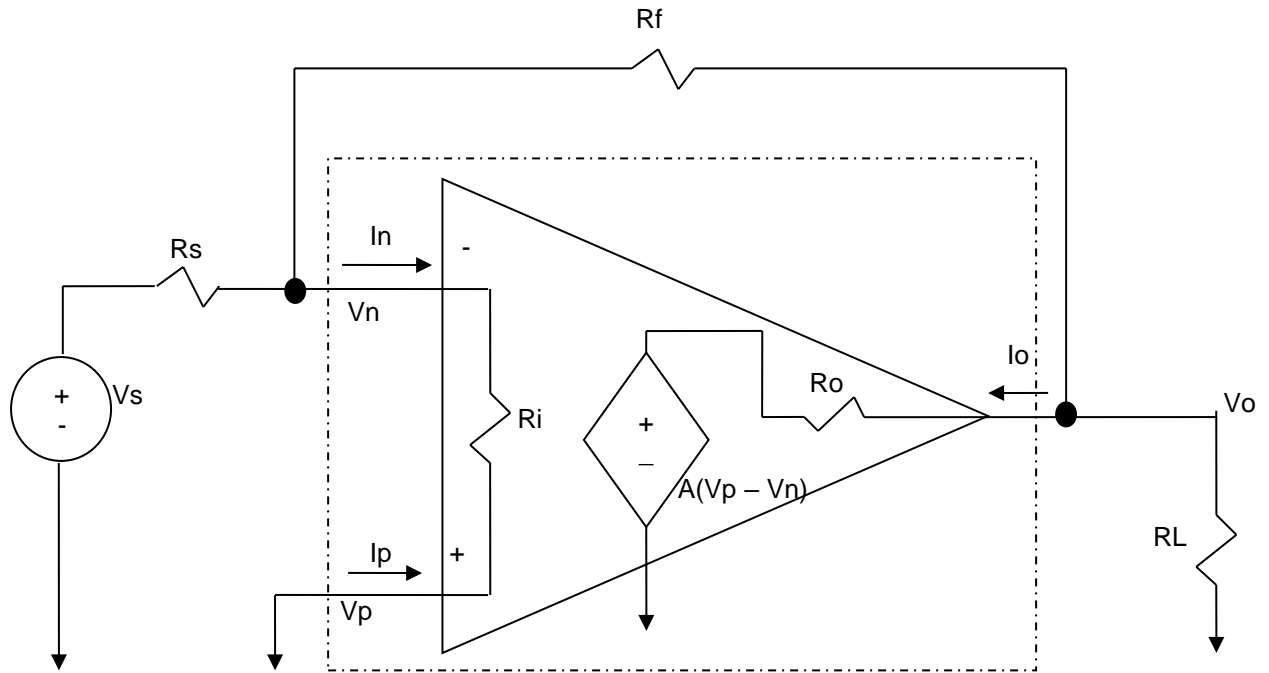 Rf
In
-
Rs
Vn
Io
Ro
Vo
+
-
Vs
Ri
+
–
A(Vp – Vn)
RL
Ip
+
Vp